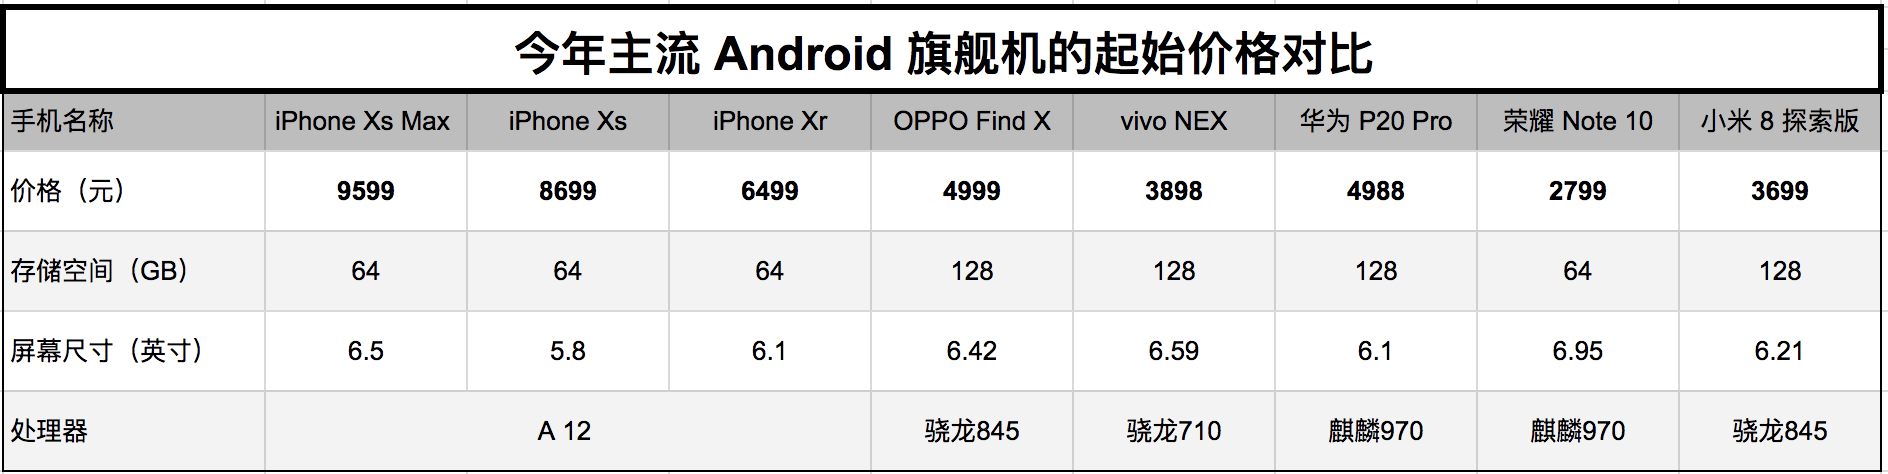 今年主流 Android 旗舰机的起始价格对比
手机名称 iPhone Xs Max iPhone Xs iPhone Xr OPPO Find X vivo NEX 华为 P20 Pro 荣耀 Note 10 小米 8 探索版
价格（元） 9599 8699 6499 4999 3898 4988 2799 3699
存储空间（GB） 64 64 64 128 128 128 64 128
屏幕尺寸（英寸） 6.5 5.8 6.1 6.42 6.59 6.1 6.95 6.21
处理器 A 12 骁龙845 骁龙710 麒麟970 麒麟970 骁龙845